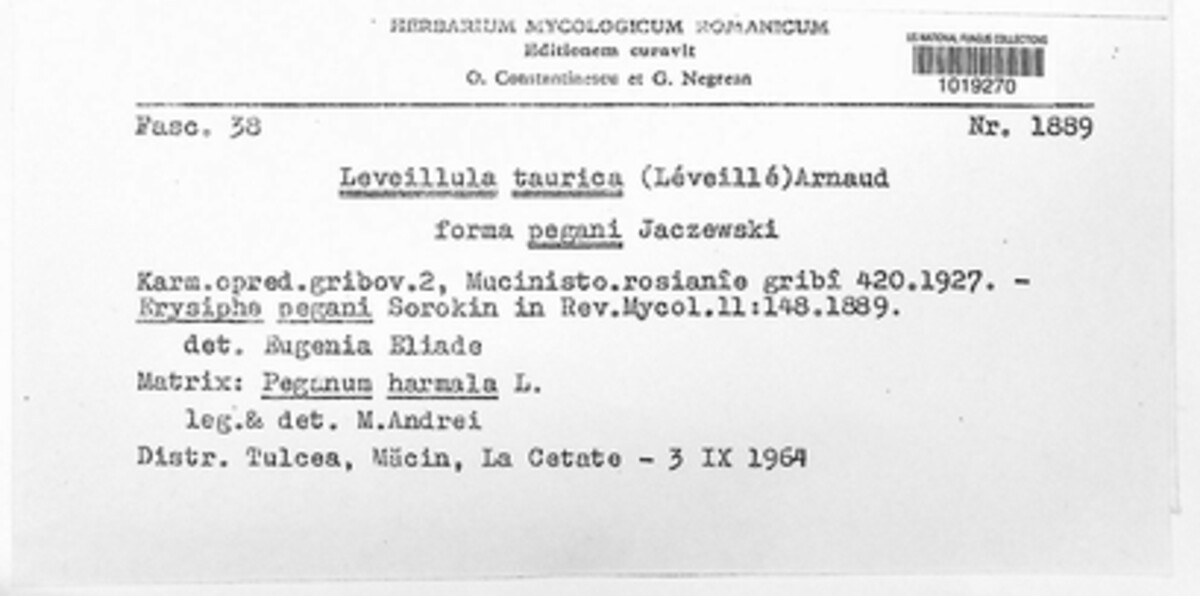 HERBARIUM MYCOLOGICUM ROMANICUM
Editionem curavit
O. Constantinescu et G. Negrean
US NATIONAL FUNGUS COLLECTIONS
1019270
Fasc. 38 Nr. 1889
Leveillula taurica (Léveillé)Arnaud
forma pegani Jaczewski
Karm.opred.gribov.2, Mucinisto.rosianîe gribî 420.1927. -
Erysiphe pegani Sorokin in Rev.Mycol.11:148.1889.
det. Eugenia Eliade
Matrix: Peganum harmala L.
leg.& det. M.Andrei
Distr. Tulcea, Măcin, La Cetate - 3 IX 1964